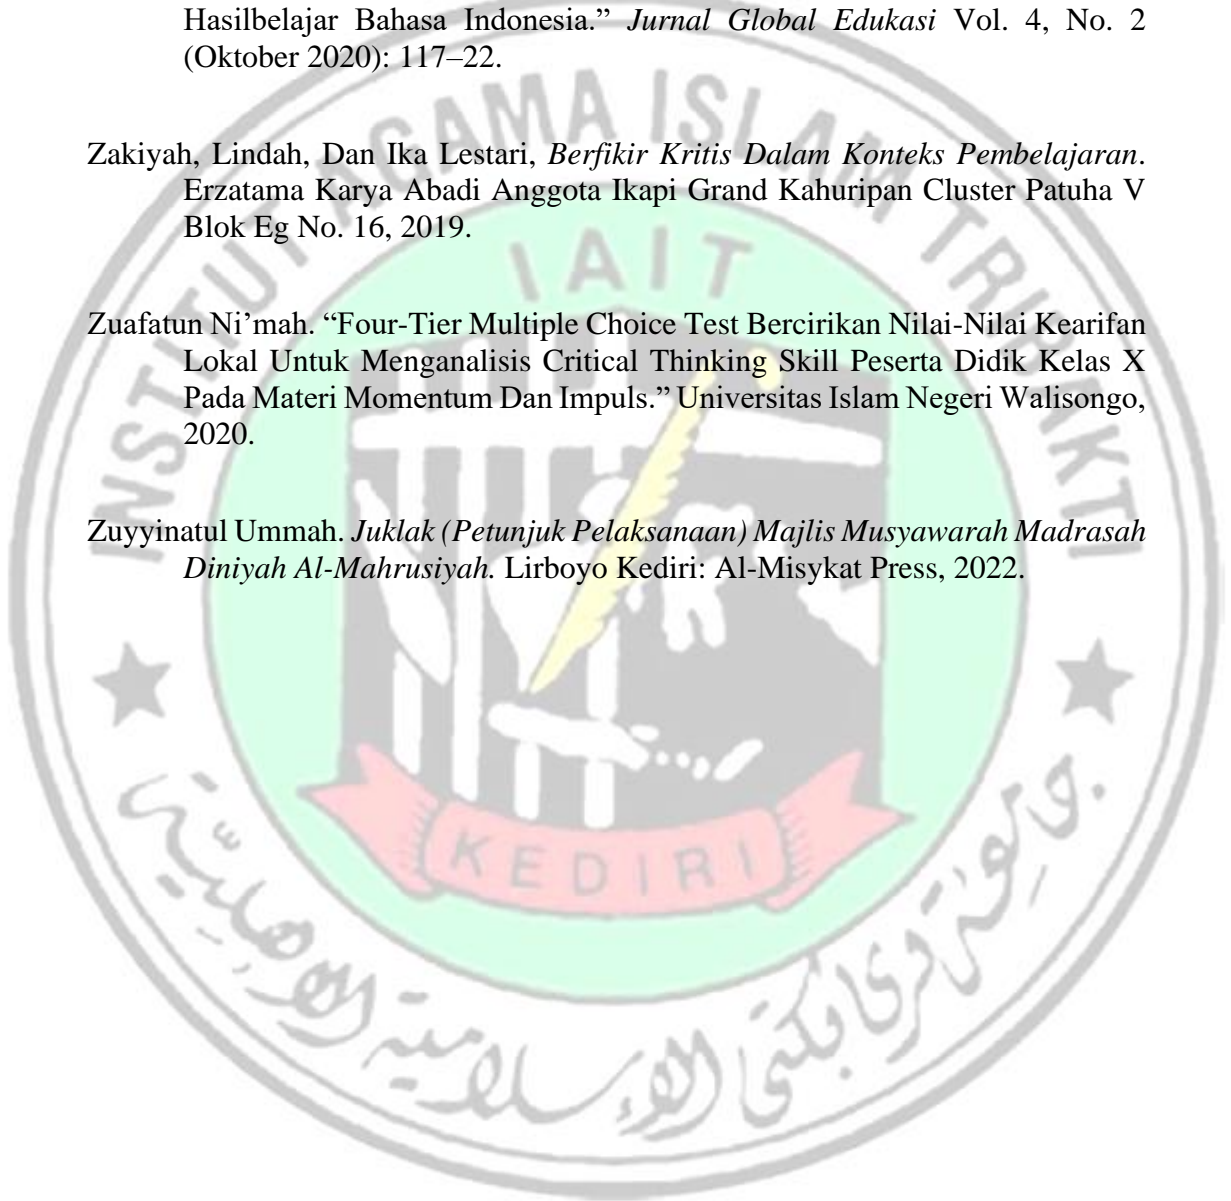 Hasilbelajar Bahasa Indonesia.” Jurnal Global Edukasi Vol. 4, No. 2
(Oktober 2020): 117–22.
Zakiyah, Lindah, Dan Ika Lestari, Berfikir Kritis Dalam Konteks Pembelajaran.
Erzatama Karya Abadi Anggota Ikapi Grand Kahuripan Cluster Patuha V
Blok Eg No. 16, 2019.
Zuafatun Ni’mah. “Four-Tier Multiple Choice Test Bercirikan Nilai-Nilai Kearifan
Lokal Untuk Menganalisis Critical Thinking Skill Peserta Didik Kelas X
Pada Materi Momentum Dan Impuls.” Universitas Islam Negeri Walisongo,
2020.
Zuyyinatul Ummah. Juklak (Petunjuk Pelaksanaan) Majlis Musyawarah Madrasah
Diniyah Al-Mahrusiyah. Lirboyo Kediri: Al-Misykat Press, 2022.
INSTITUT AGAMA ISLAM TRIBAKTI
IAIT
KEDIRI
الإسلامية الأهلية